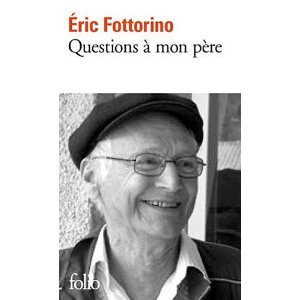 Éric Fottorino
Questions à mon père
folio